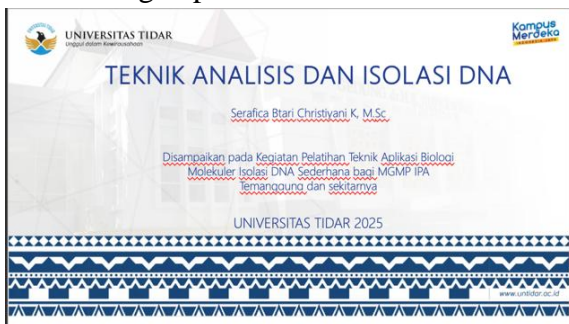 UNIVERSITAS TIDAR
Unggul dalam Kewirausahaan
Kampus
Merdeka
INDONESIA JAYA
TEKNIK ANALISIS DAN ISOLASI DNA
Serafica Btari Christiyani K, M.Sc
Disampaikan pada Kegiatan Pelatihan Teknik Aplikasi Biologi
Molekuler Isolasi DNA Sederhana bagi MGMP IPA
Temanggung dan sekitarnya
UNIVERSITAS TIDAR 2025
www.untidar.ac.id